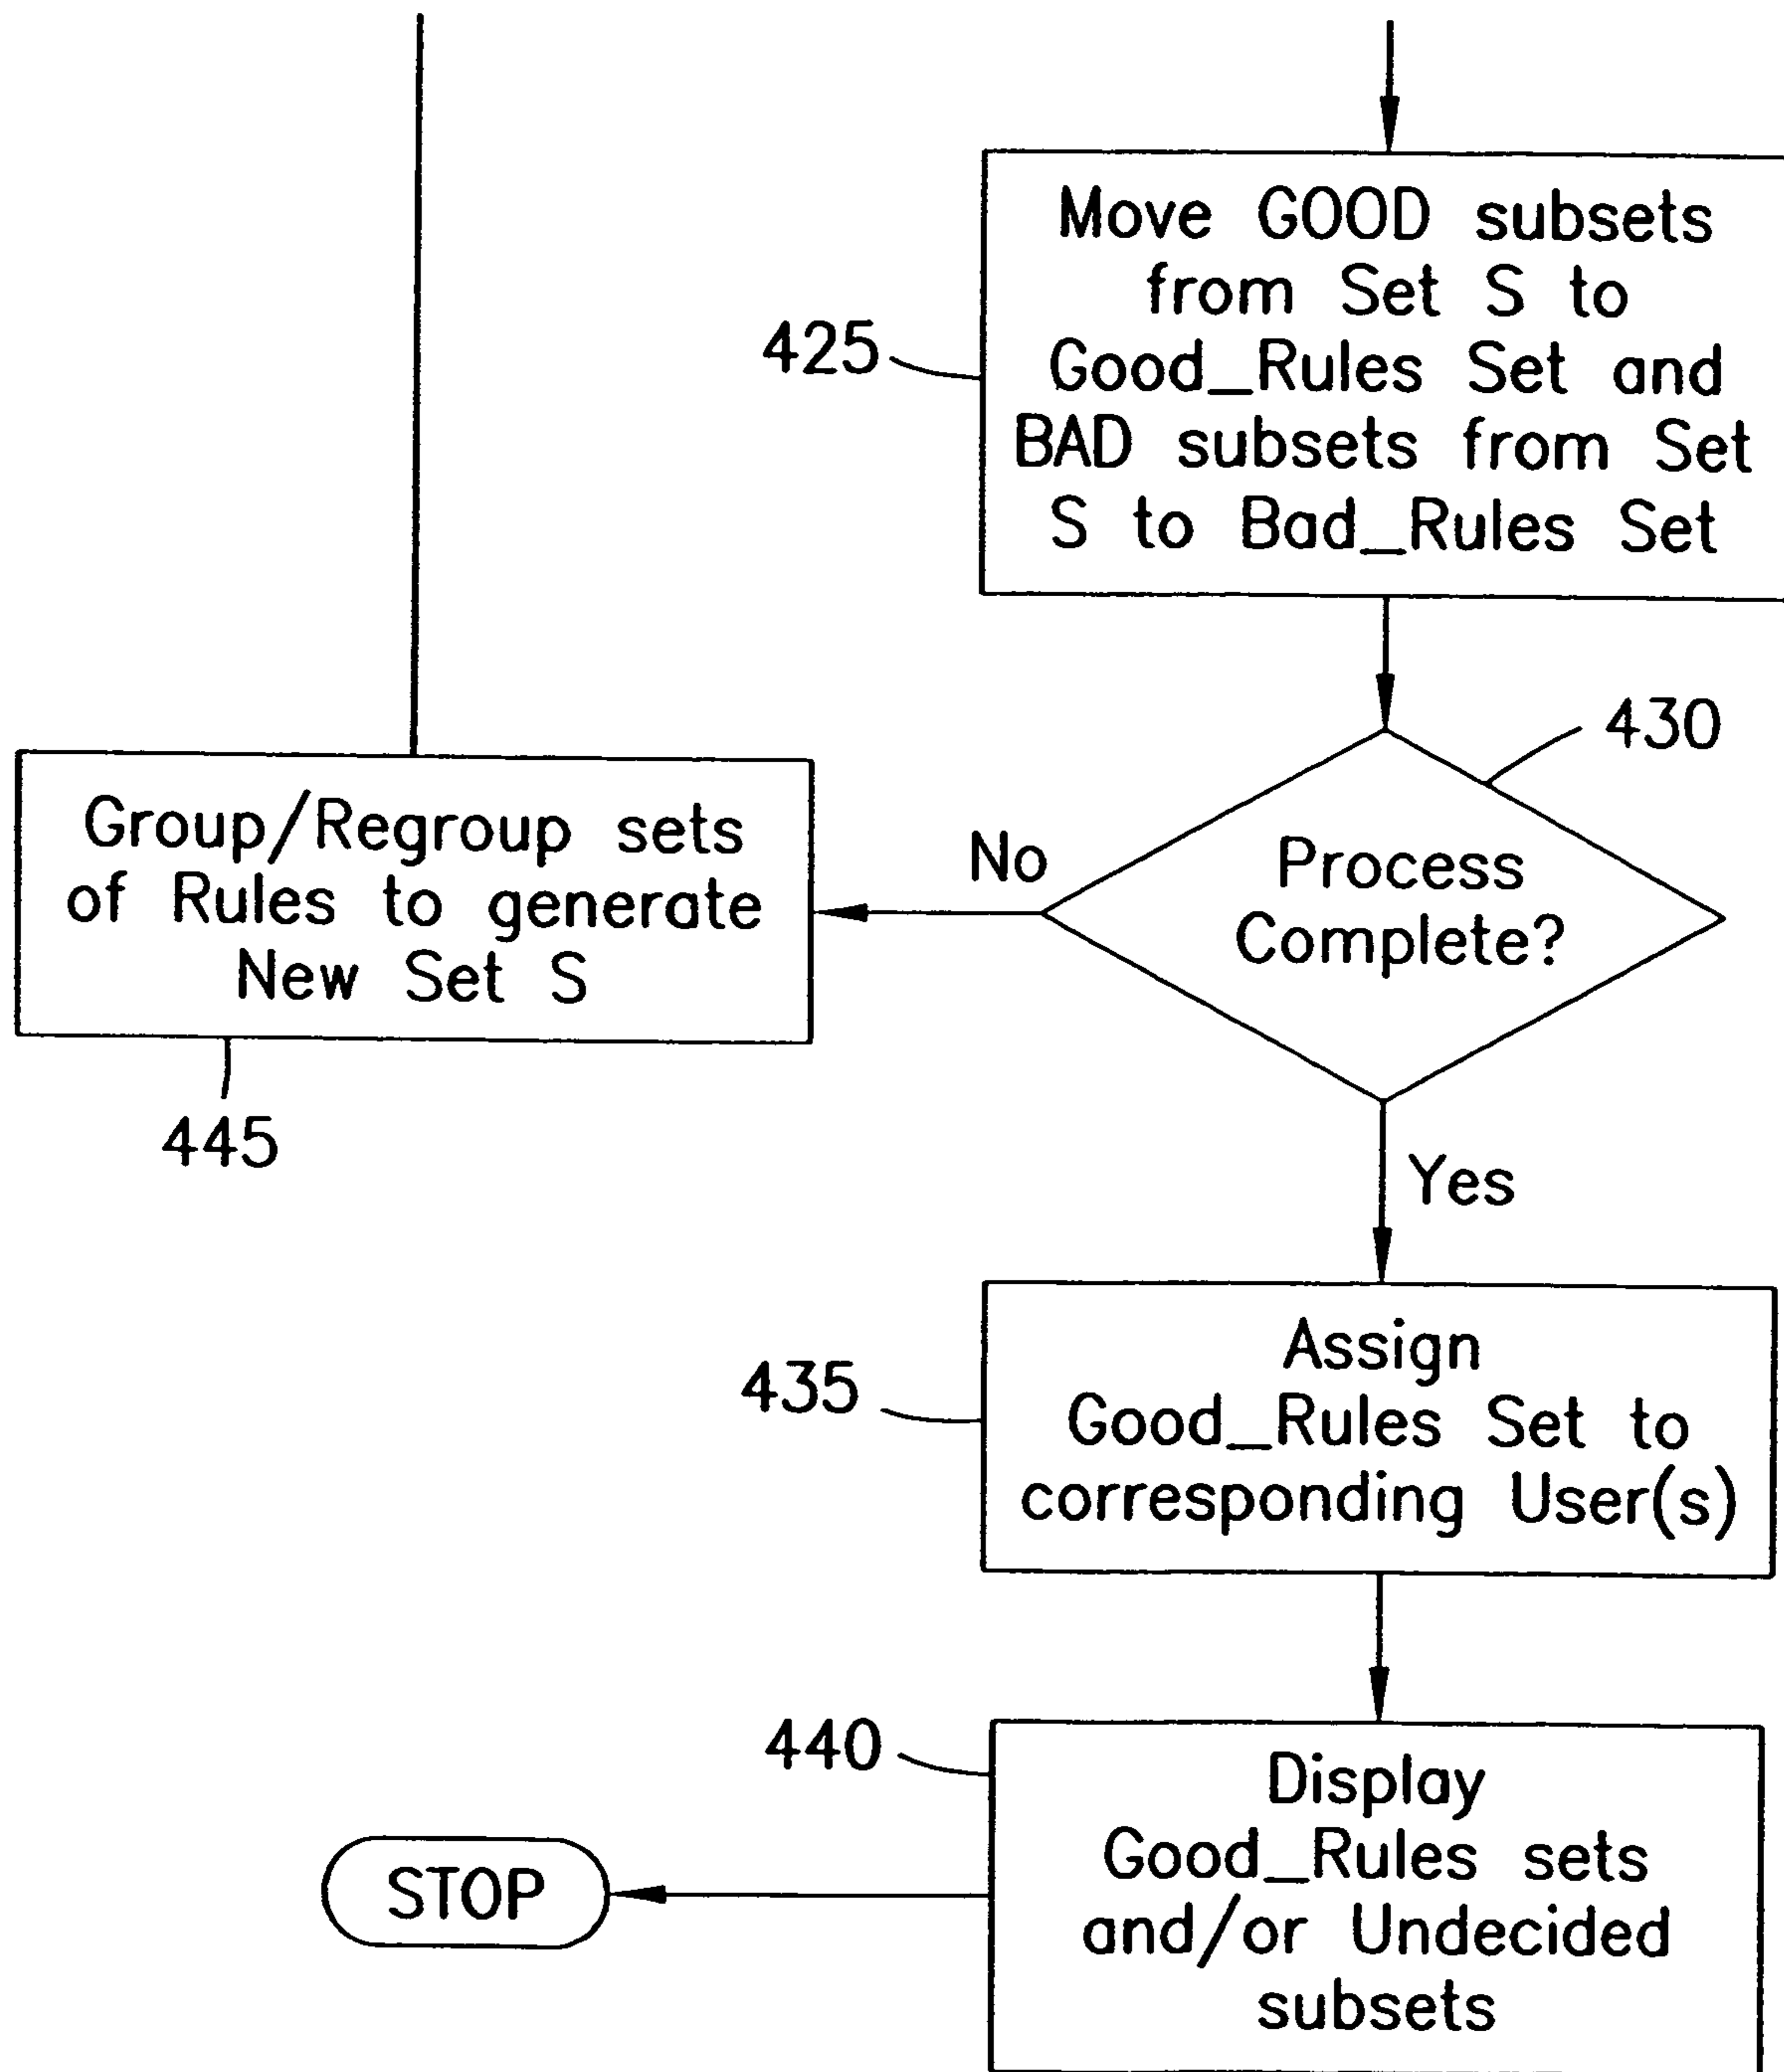 Move GOOD subsets
from Set S to
Good_Rules Set and
BAD subsets from Set
S to Bad_Rules Set
425
430
Process
Complete?
No
Group/Regroup sets
of Rules to generate
New Set S
445
Yes
Assign
Good_Rules Set to
corresponding User(s)
435
440
Display
Good_Rules sets
and/or Undecided
subsets
STOP